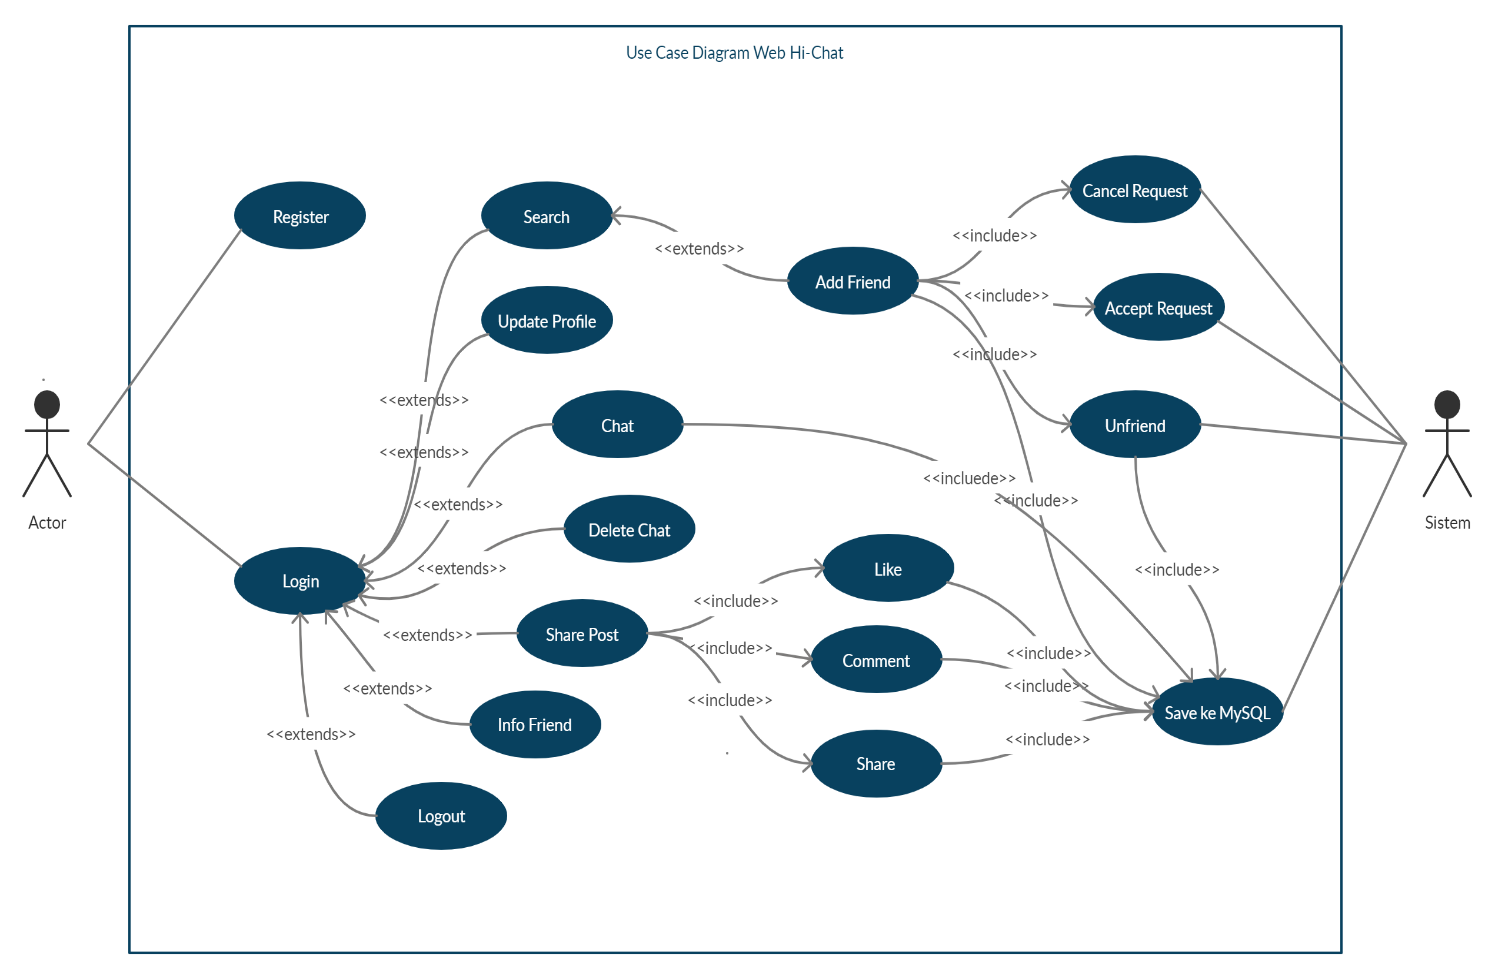 Use Case Diagram Web Hi-Chat
Cancel Request
Register
Search
<<include>>
<<extends>>
Add Friend
<<include>>
Accept Request
Update Profile
<<include>>
<<extends>>
Chat
Unfriend
<<extends>>
<<incluede>>
<<include>>
<<extends>>
Actor
Sistem
Delete Chat
<<extends>>
Like
<<include>>
Login
<<include>>
<<extends>>
Share Post
<<include>>
<<include>>
Comment
<<extends>>
<<include>>
<<include>>
Save ke MySQL
Info Friend
<<extends>>
<<include>>
Share
Logout